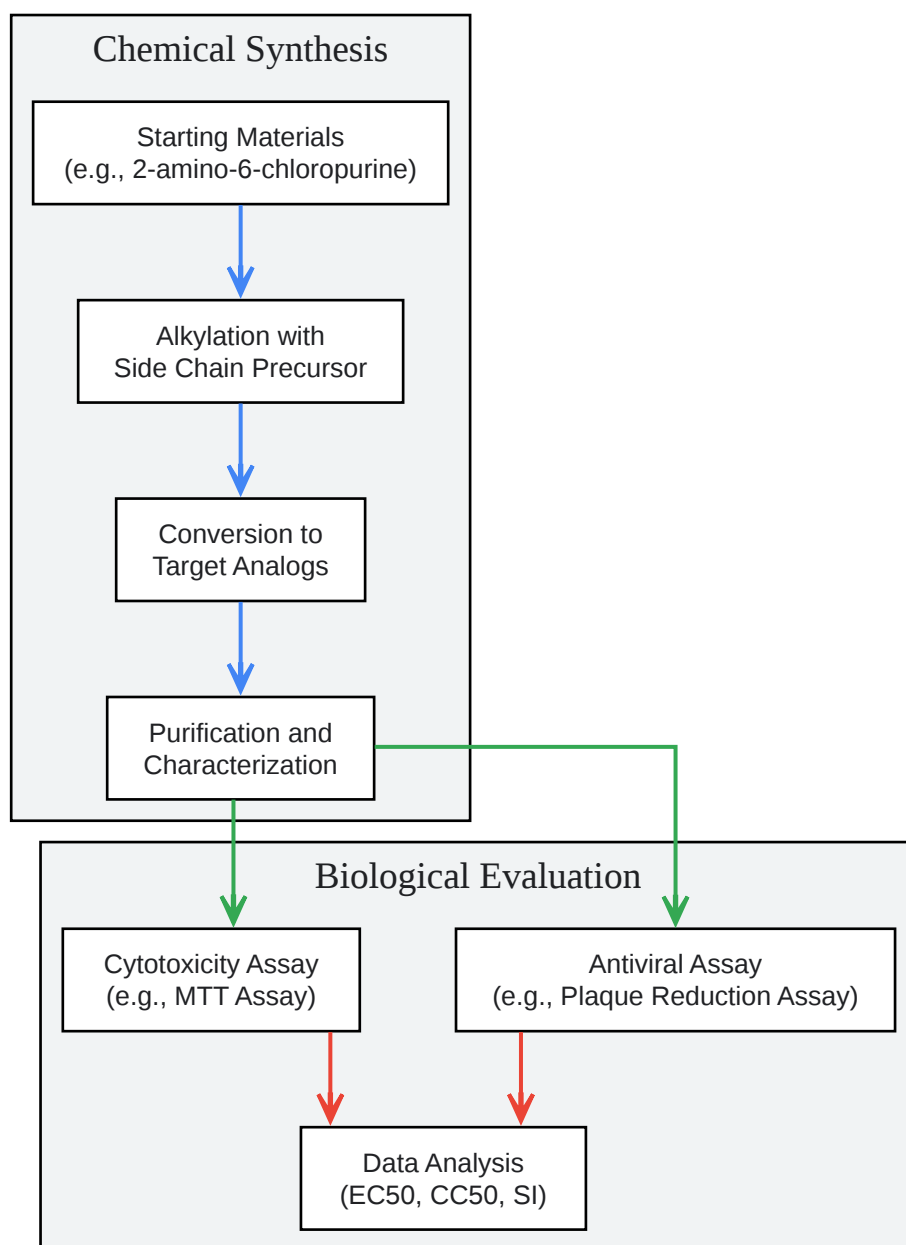 Chemical Synthesis
Starting Materials
(e.g., 2-amino-6-chloropurine)
Alkylation with
Side Chain Precursor
Conversion to
Target Analogs
Purification and
Characterization
Biological Evaluation
Cytotoxicity Assay
(e.g., MTT Assay)
Antiviral Assay
(e.g., Plaque Reduction Assay)
Data Analysis
(EC50, CC50, SI)